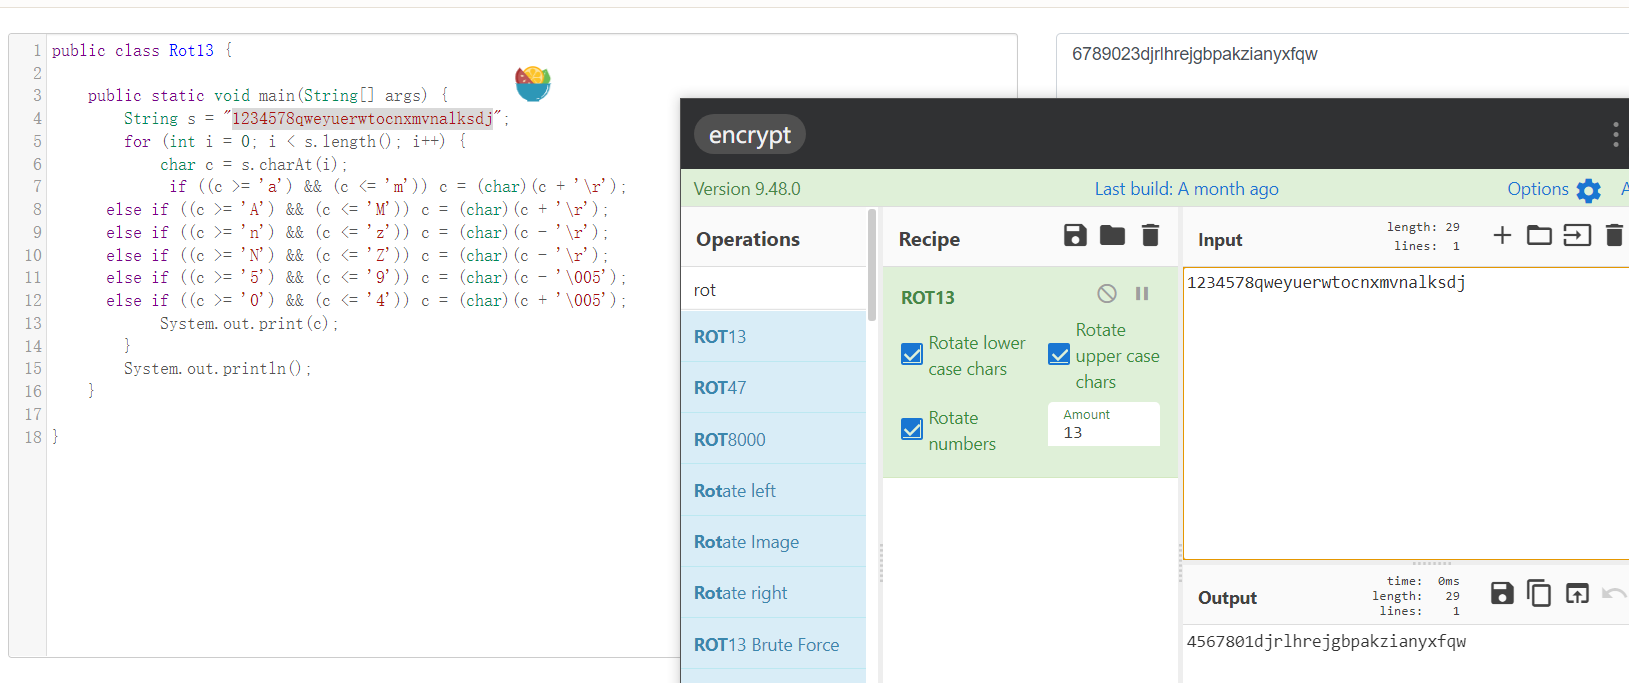 1 public class Rot13 {
2
3 public static void main(String[] args) {
4 String s = "1234578qweyuerwtocnxmvnalksdj";
5 for (int i = 0; i < s.length(); i++) {
6 char c = s.charAt(i);
7 if ((c >= 'a') && (c <= 'm')) c = (char)(c + '\r');
8 else if ((c >= 'A') && (c <= 'M')) c = (char)(c + '\r');
9 else if ((c >= 'n') && (c <= 'z')) c = (char)(c - '\r');
10 else if ((c >= 'N') && (c <= 'Z')) c = (char)(c - '\r');
11 else if ((c >= '5') && (c <= '9')) c = (char)(c - '\005');
12 else if ((c >= '0') && (c <= '4')) c = (char)(c + '\005');
13 System.out.print(c);
14 }
15 System.out.println();
16 }
17
18 }
6789023djrlhrejgbpakzianyxfqw
encrypt
Version 9.48.0
Last build: A month ago
Options
A
Operations
rot
ROT13
ROT47
ROT8000
Rotate left
Rotate Image
Rotate right
ROT13 Brute Force
Recipe
ROT13
Rotate lower
case chars
Rotate
upper case
chars
Rotate
numbers
Amount
13
Input
length: 29
lines: 1
1234578qweyuerwtocnxmvnalksdj
Output
time: 0ms
length: 29
lines: 1
4567801djrlhrejgbpakzianyxfqw